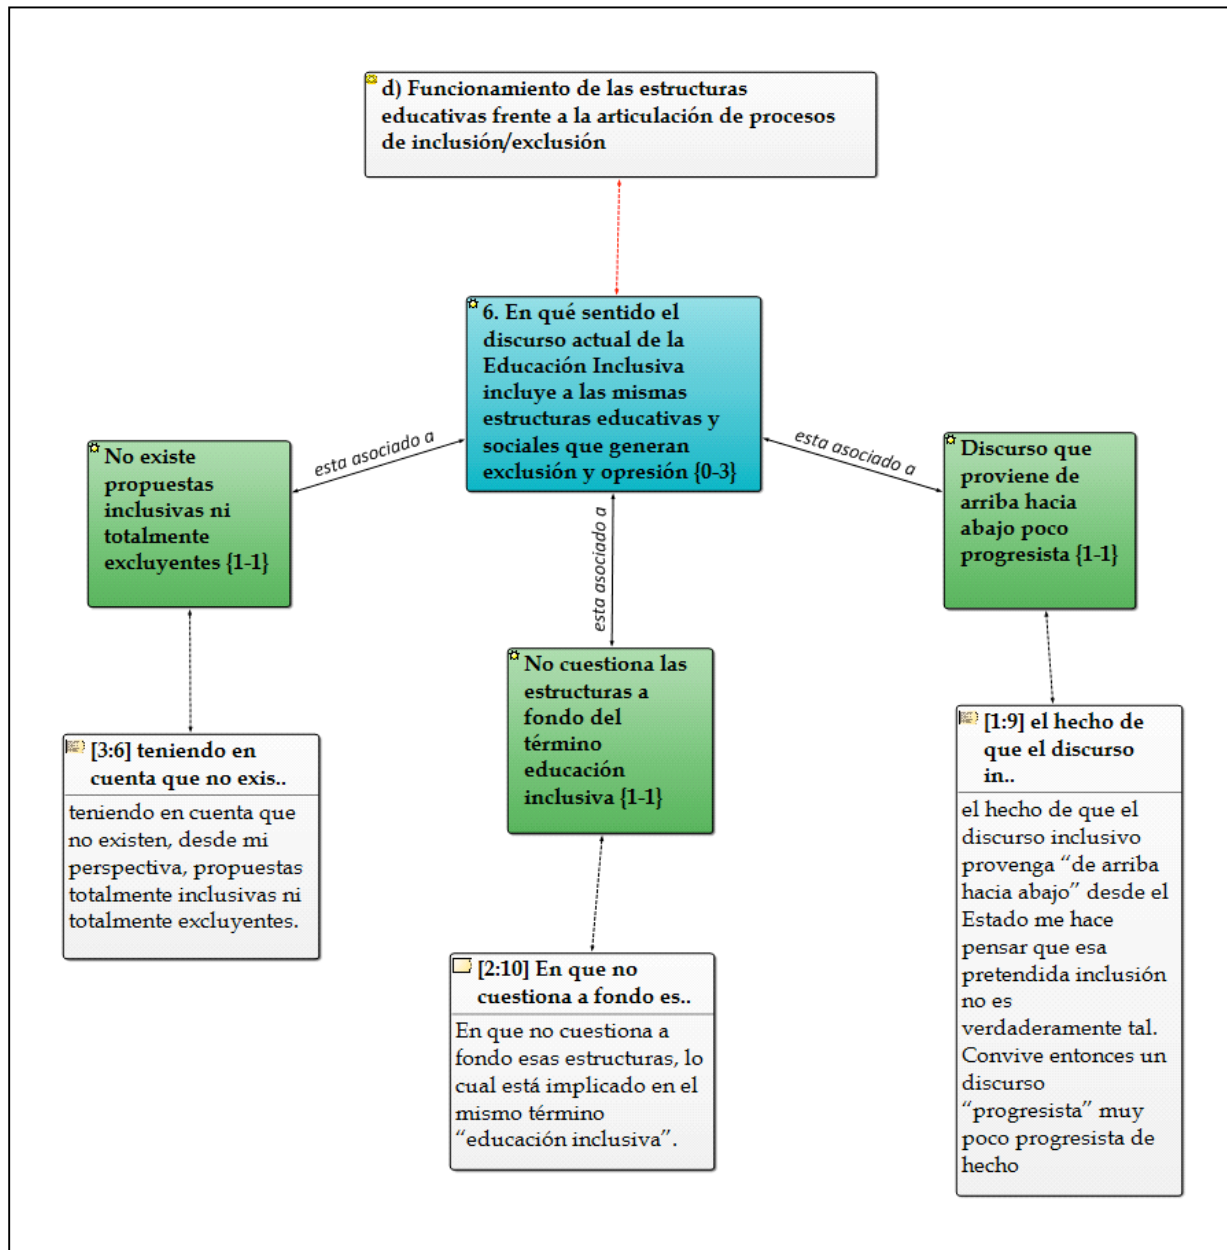 d) Funcionamiento de las estructuras
educativas frente a la articulación de procesos
de inclusión/exclusión
6. En qué sentido el
discurso actual de la
Educación Inclusiva
incluye a las mismas
estructuras educativas y
sociales que generan
exclusión y opresión {0-3}
esta asociado a
esta asociado a
esta asociado a
No existe
propuestas
inclusivas ni
totalmente
excluyentes {1-1}
Discurso que
proviene de
arriba hacia
abajo poco
progresista {1-1}
No cuestiona las
estructuras a
fondo del
término
educación
inclusiva {1-1}
[3:6] teniendo en
cuenta que no exis..
teniendo en cuenta que
no existen, desde mi
perspectiva, propuestas
totalmente inclusivas ni
totalmente excluyentes.
[2:10] En que no
cuestiona a fondo es..
En que no cuestiona a
fondo esas estructuras, lo
cual está implicado en el
mismo término
“educación inclusiva”.
[1:9] el hecho de
que el discurso
in..
el hecho de que el
discurso inclusivo
provenga “de arriba
hacia abajo” desde el
Estado me hace
pensar que esa
pretendida inclusión
no es
verdaderamente tal.
Convive entonces un
discurso
“progresista” muy
poco progresista de
hecho